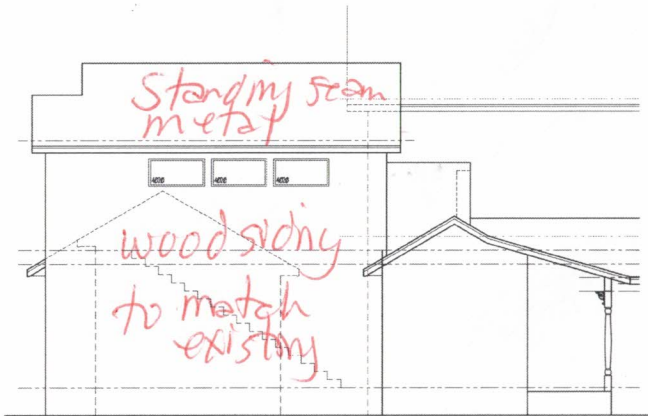 Standing seam
metal
wood siding
to match
existing